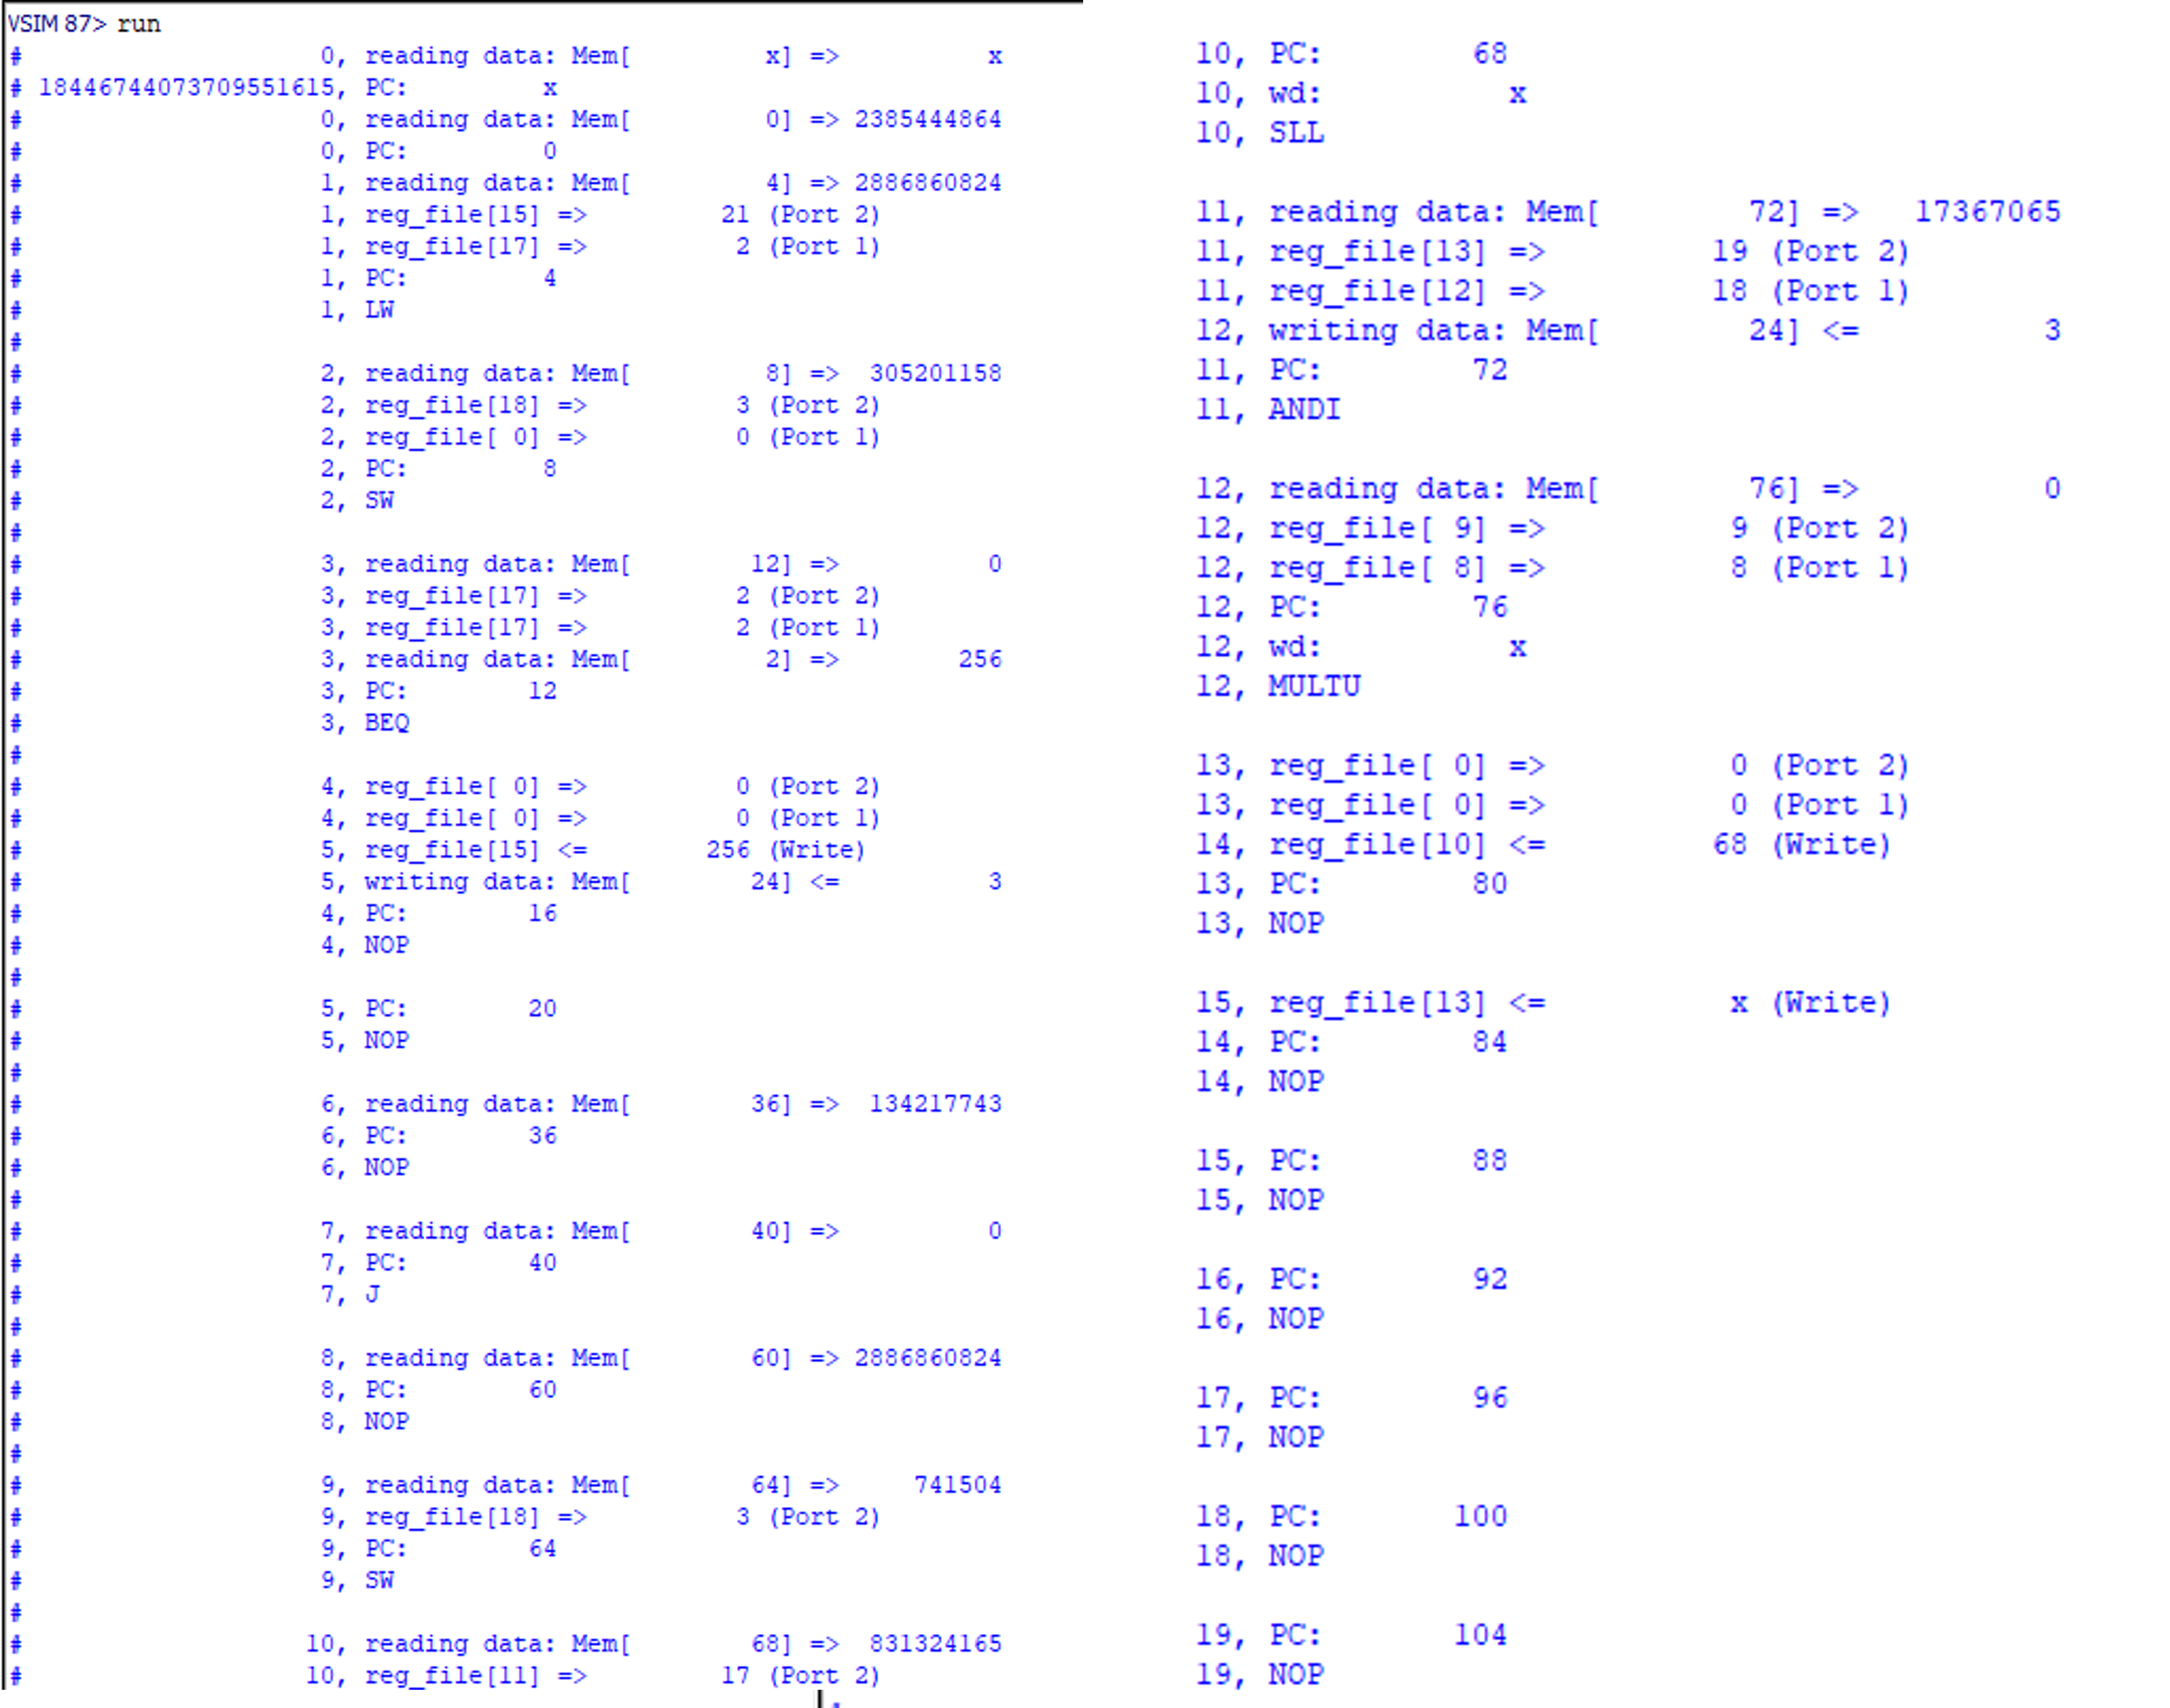 VSIM 87> run
# 0, reading data: Mem[ x] => x
# 18446744073709551615, PC: x
# 0, reading data: Mem[ 0] => 2385444864
# 0, PC: 0
# 1, reading data: Mem[ 4] => 2886860824
# 1, reg_file[15] => 21 (Port 2)
# 1, reg_file[17] => 2 (Port 1)
# 1, PC: 4
# 1, LW
#
# 2, reading data: Mem[ 8] => 305201158
# 2, reg_file[18] => 3 (Port 2)
# 2, reg_file[ 0] => 0 (Port 1)
# 2, PC: 8
# 2, SW
#
# 3, reading data: Mem[ 12] => 0
# 3, reg_file[17] => 2 (Port 2)
# 3, reg_file[17] => 2 (Port 1)
# 3, reading data: Mem[ 2] => 256
# 3, PC: 12
# 3, BEQ
#
# 4, reg_file[ 0] => 0 (Port 2)
# 4, reg_file[ 0] => 0 (Port 1)
# 5, reg_file[15] <= 256 (Write)
# 5, writing data: Mem[ 24] <= 3
# 4, PC: 16
# 4, NOP
#
# 5, PC: 20
# 5, NOP
#
# 6, reading data: Mem[ 36] => 134217743
# 6, PC: 36
# 6, NOP
#
# 7, reading data: Mem[ 40] => 0
# 7, PC: 40
# 7, J
#
# 8, reading data: Mem[ 60] => 2886860824
# 8, PC: 60
# 8, NOP
#
# 9, reading data: Mem[ 64] => 741504
# 9, reg_file[18] => 3 (Port 2)
# 9, PC: 64
# 9, SW
#
# 10, reading data: Mem[ 68] => 831324165
# 10, reg_file[11] => 17 (Port 2)
10, PC: 68
10, wd: x
10, SLL
11, reading data: Mem[ 72] => 17367065
11, reg_file[13] => 19 (Port 2)
11, reg_file[12] => 18 (Port 1)
12, writing data: Mem[ 24] <= 3
11, PC: 72
11, ANDI
12, reading data: Mem[ 76] => 0
12, reg_file[ 9] => 9 (Port 2)
12, reg_file[ 8] => 8 (Port 1)
12, PC: 76
12, wd: x
12, MULTU
13, reg_file[ 0] => 0 (Port 2)
13, reg_file[ 0] => 0 (Port 1)
14, reg_file[10] <= 68 (Write)
13, PC: 80
13, NOP
15, reg_file[13] <= x (Write)
14, PC: 84
14, NOP
15, PC: 88
15, NOP
16, PC: 92
16, NOP
17, PC: 96
17, NOP
18, PC: 100
18, NOP
19, PC: 104
19, NOP